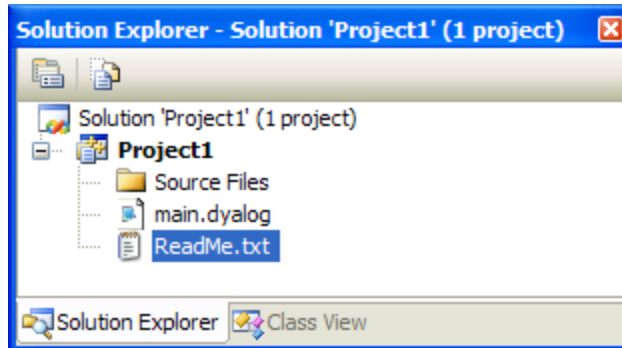 Solution Explorer - Solution 'Project1' (1 project)
Solution 'Project1' (1 project)
Project1
Source Files
main.dyalog
ReadMe.txt
Solution Explorer Class View